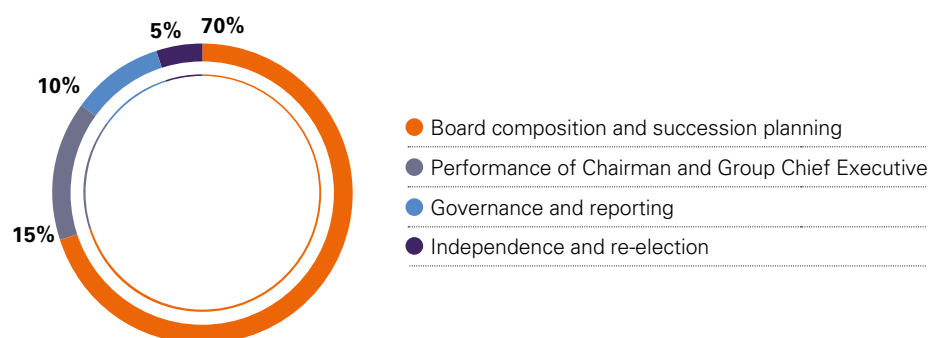 5% 70%
10%
15%
Board composition and succession planning
Performance of Chairman and Group Chief Executive
Governance and reporting
Independence and re-election